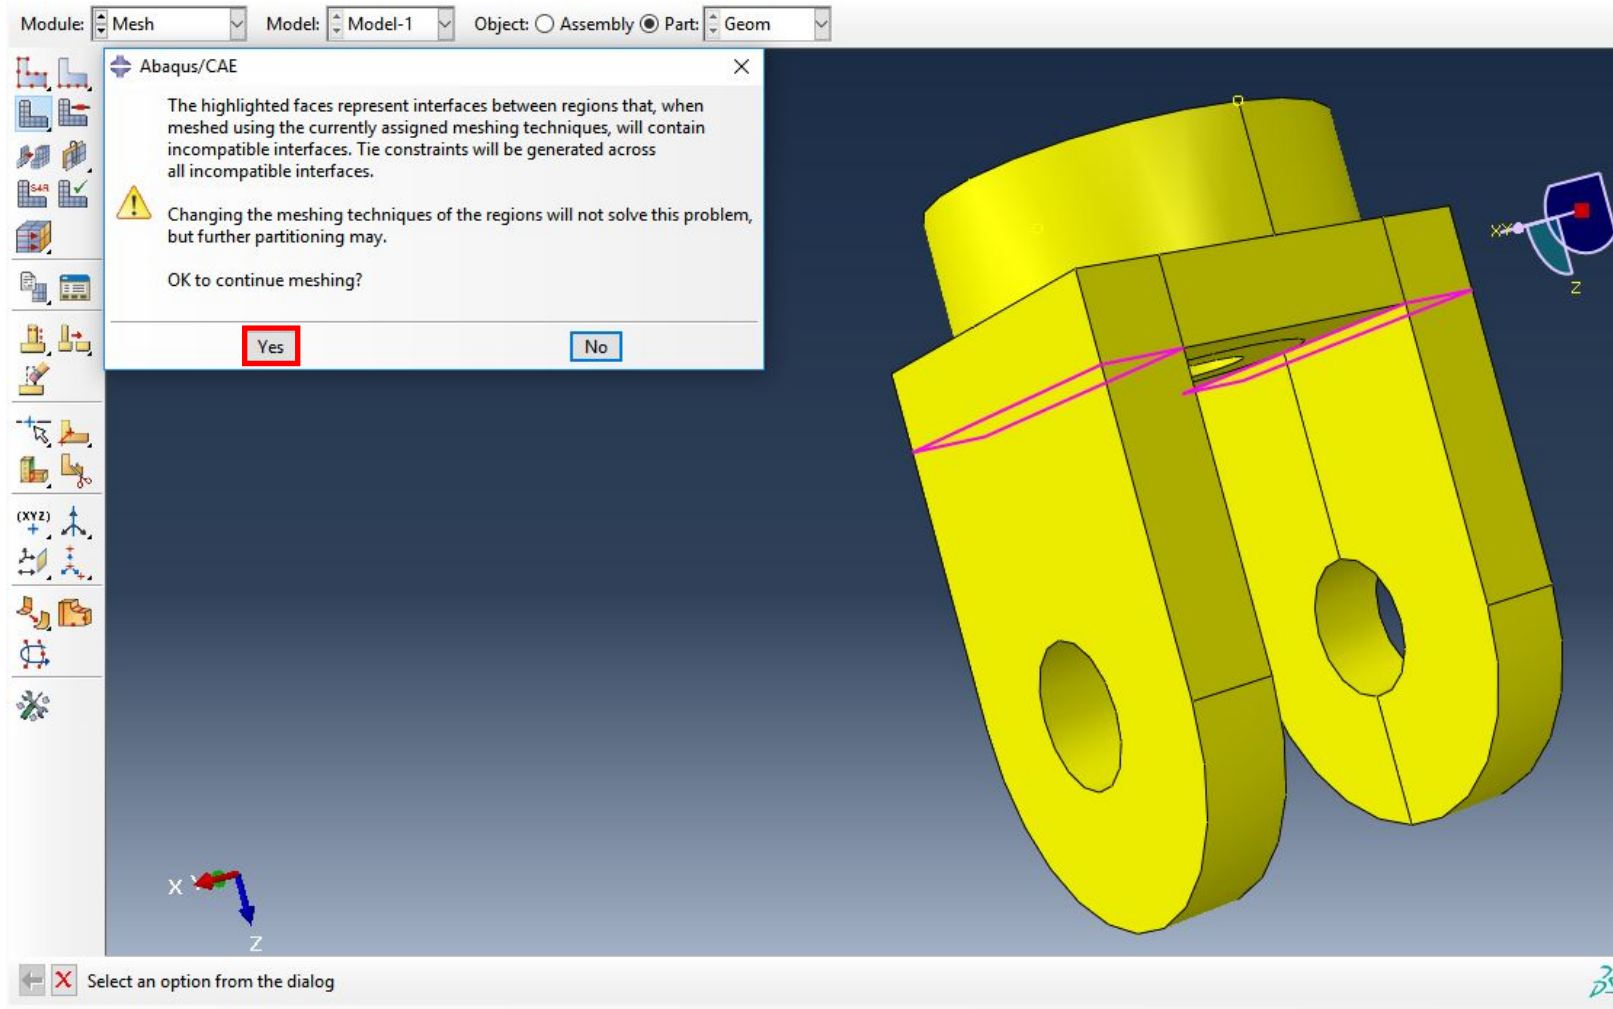 Module: Mesh Model: Model-1 Object: Assembly Part: Geom
Abaqus/CAE
The highlighted faces represent interfaces between regions that, when
meshed using the currently assigned meshing techniques, will contain
incompatible interfaces. Tie constraints will be generated across
all incompatible interfaces.
Changing the meshing techniques of the regions will not solve this problem,
but further partitioning may.
OK to continue meshing?
Yes No
S4R
(XYZ)
Z
X
Z
Select an option from the dialog